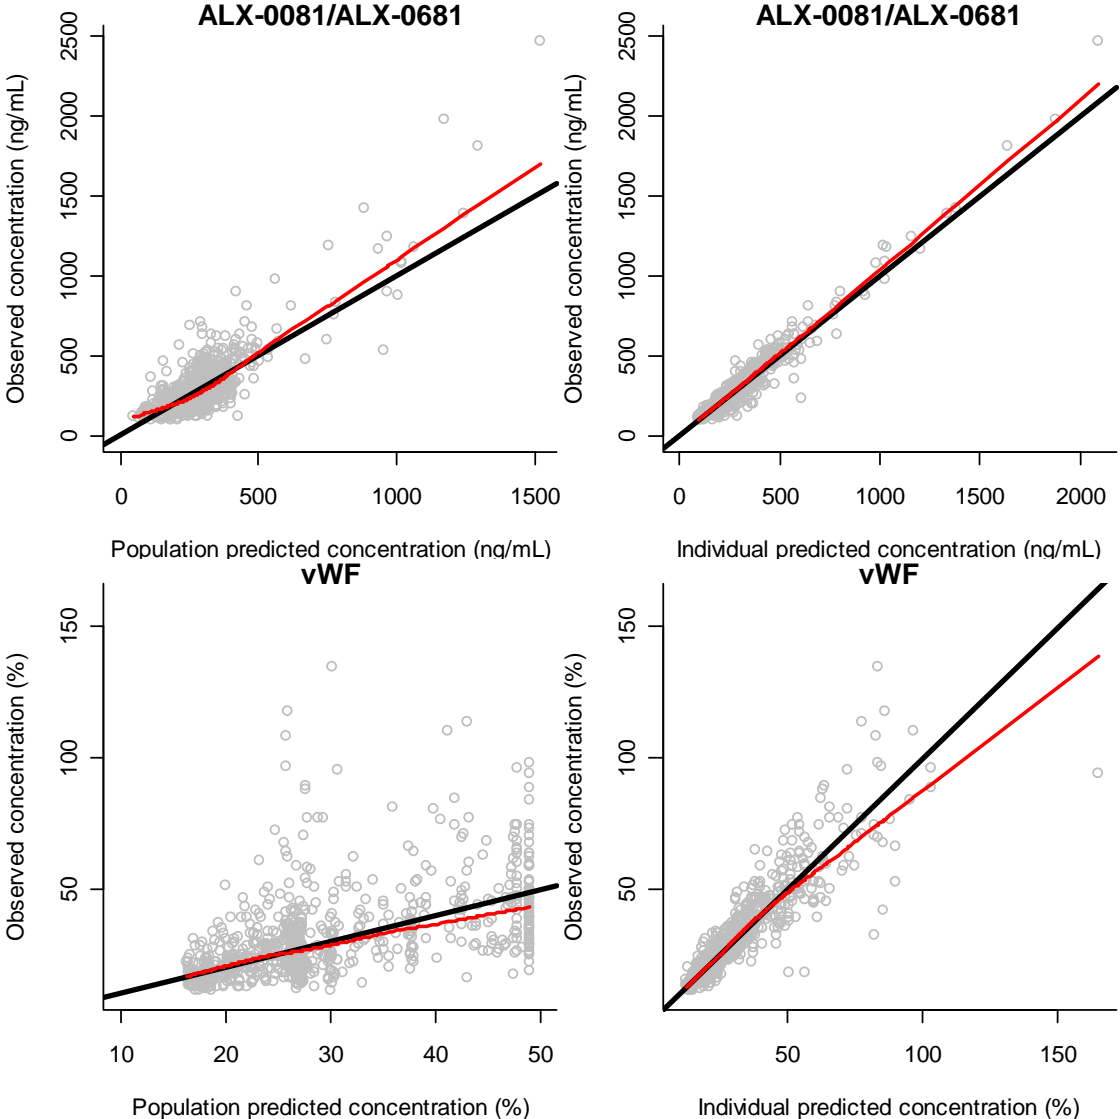 ALX-0081/ALX-0681
Observed concentration (ng/mL)
2500
2000
1500
1000
500
0
0 500 1000 1500
Population predicted concentration (ng/mL)
ALX-0081/ALX-0681
Observed concentration (ng/mL)
2500
2000
1500
1000
500
0
0 500 1000 1500 2000
Individual predicted concentration (ng/mL)
vWF
Observed concentration (%)
150
100
50
10 20 30 40 50
Population predicted concentration (%)
vWF
Observed concentration (%)
150
100
50
50 100 150
Individual predicted concentration (%)